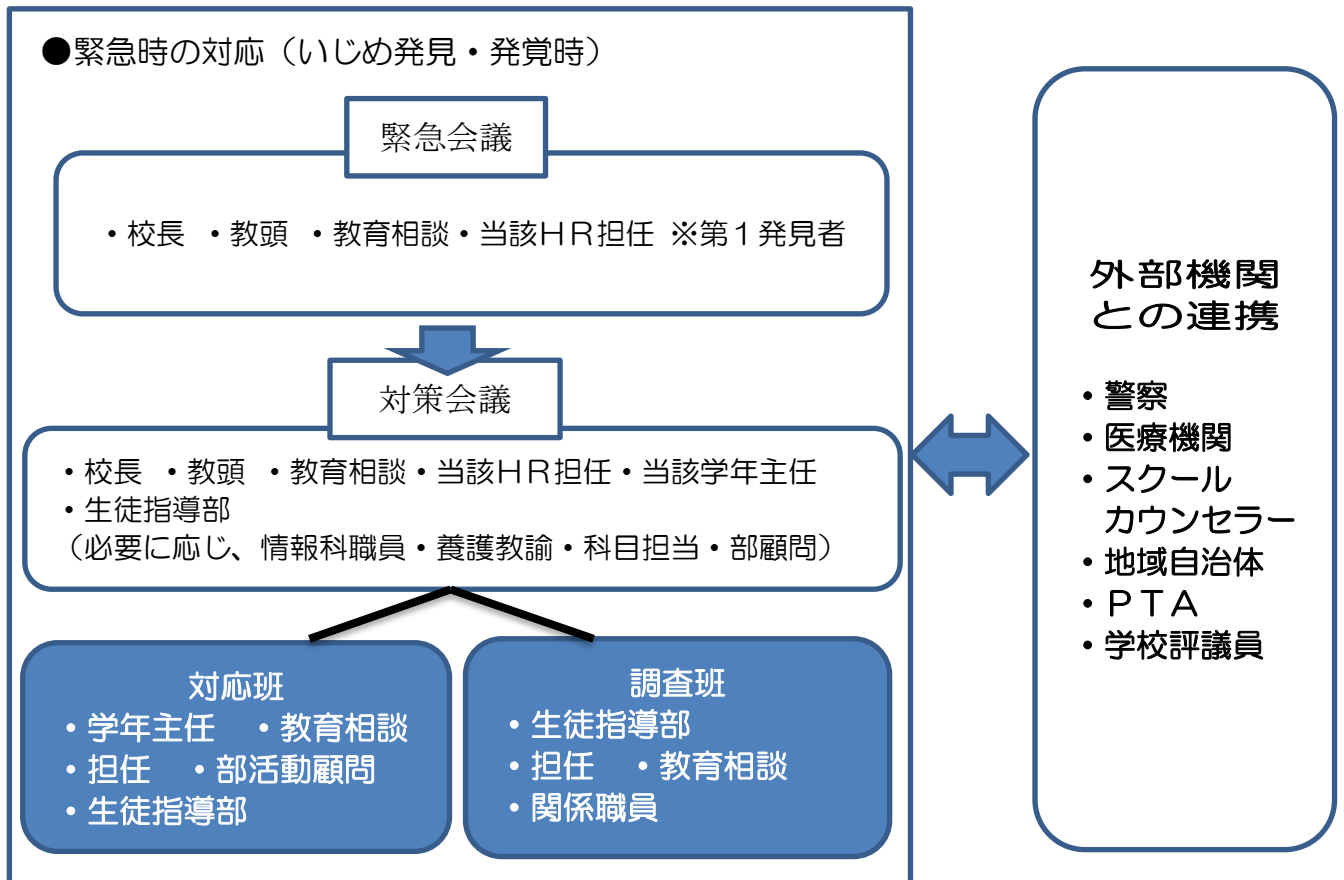 ●緊急時の対応（いじめ発見・発覚時）
緊急会議
・校長 ・教頭 ・教育相談・当該ＨＲ担任 ※第１発見者
対策会議
・校長 ・教頭 ・教育相談・当該ＨＲ担任・当該学年主任
・生徒指導部
（必要に応じ、情報科職員・養護教諭・科目担当・部顧問）
対応班
・学年主任 ・教育相談
・担任 ・部活動顧問
・生徒指導部
調査班
・生徒指導部
・担任 ・教育相談
・関係職員
外部機関
との連携
・警察
・医療機関
・スクール
カウンセラー
・地域自治体
・ＰＴＡ
・学校評議員